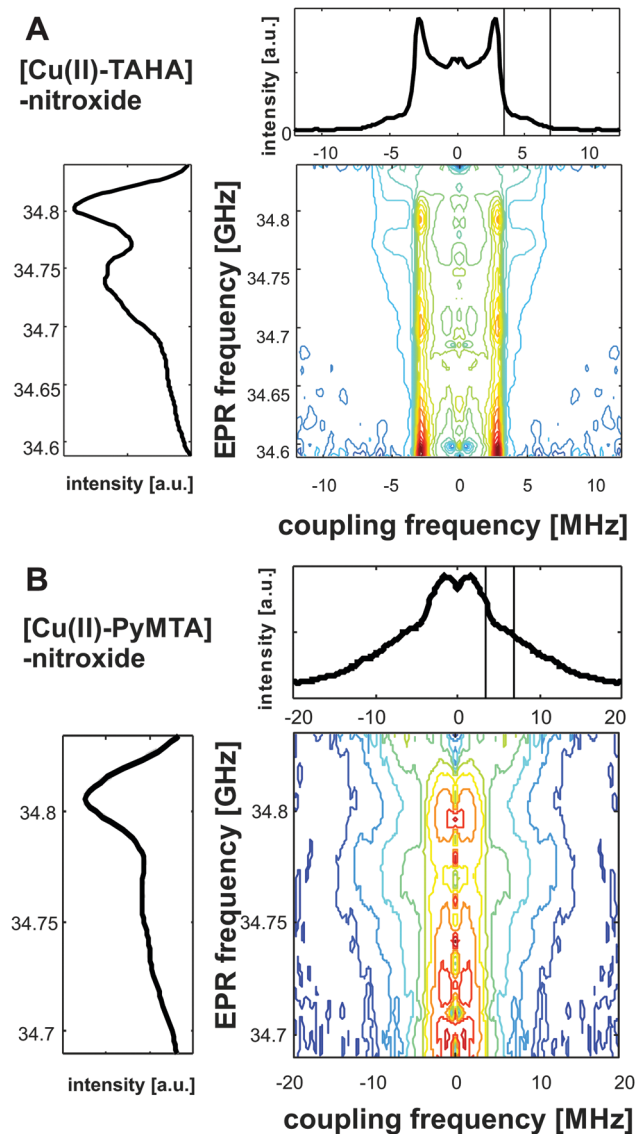 A
[Cu(II)-TAHA]
-nitroxide
intensity [a.u.]
0
-10
-5
0
5
10
34.8
34.75
34.7
34.65
34.6
intensity [a.u.]
EPR frequency [GHz]
34.8
34.75
34.7
34.65
34.6
-10
-5
0
5
10
coupling frequency [MHz]
B
[Cu(II)-PyMTA]
-nitroxide
intensity [a.u.]
-20
-10
0
10
20
34.8
34.75
34.7
intensity [a.u.]
EPR frequency [GHz]
34.8
34.75
34.7
-20
-10
0
10
20
coupling frequency [MHz]